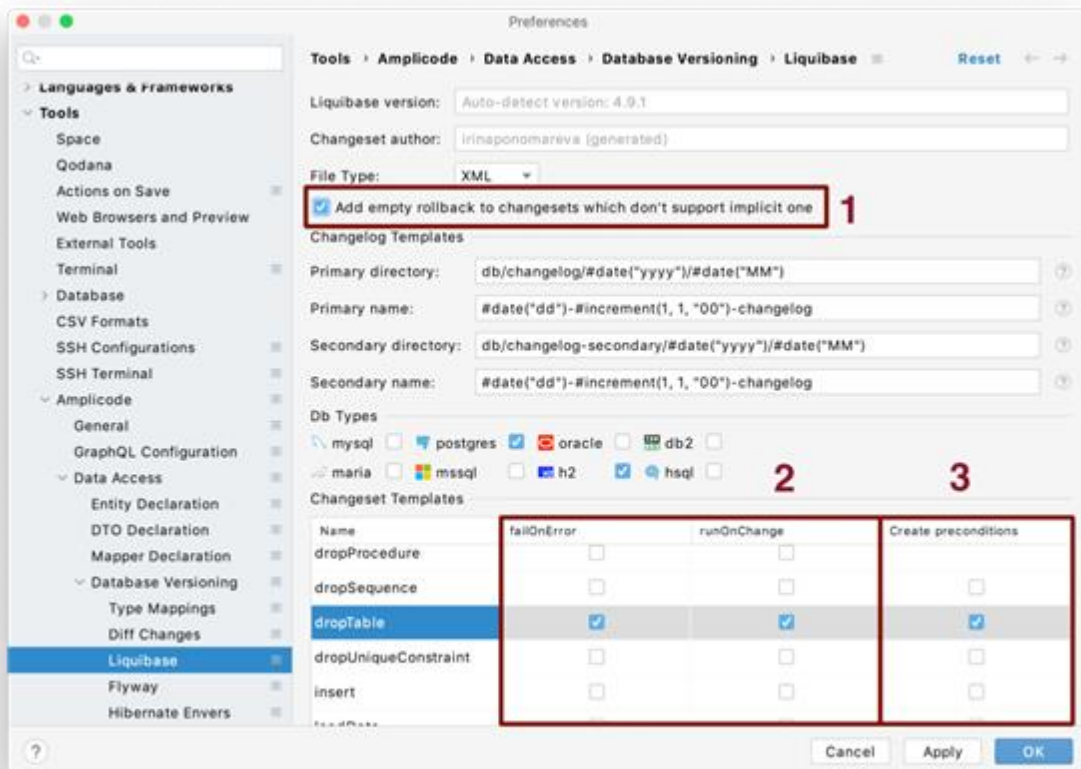 Preferences
Tools › Amplicode › Data Access › Database Versioning › Liquibase Reset
Languages & Frameworks
Tools
Space
Qodana
Actions on Save
Web Browsers and Preview
External Tools
Terminal
Database
CSV Formats
SSH Configurations
SSH Terminal
Amplicode
General
GraphQL Configuration
Data Access
Entity Declaration
DTO Declaration
Mapper Declaration
Database Versioning
Type Mappings
Diff Changes
Liquibase
Flyway
Hibernate Envers
?
Liquibase version: Auto-detect version: 4.9.1
Changeset author: irinaponomareva (generated)
File Type: XML
Add empty rollback to changesets which don't support implicit one 1
Changelog Templates
Primary directory: db/changelog/#date("yyyy")/#date("MM") ?
Primary name: #date("dd")-#increment(1, 1, "00")-changelog ?
Secondary directory: db/changelog-secondary/#date("yyyy")/#date("MM") ?
Secondary name: #date("dd")-#increment(1, 1, "00")-changelog ?
Db Types
mysql postgres oracle db2
maria mssql h2 hsql
2 3
Changeset Templates
Name failOnError runOnChange Create preconditions
dropProcedure
dropSequence
dropTable
dropUniqueConstraint
insert
loadData
Cancel Apply OK